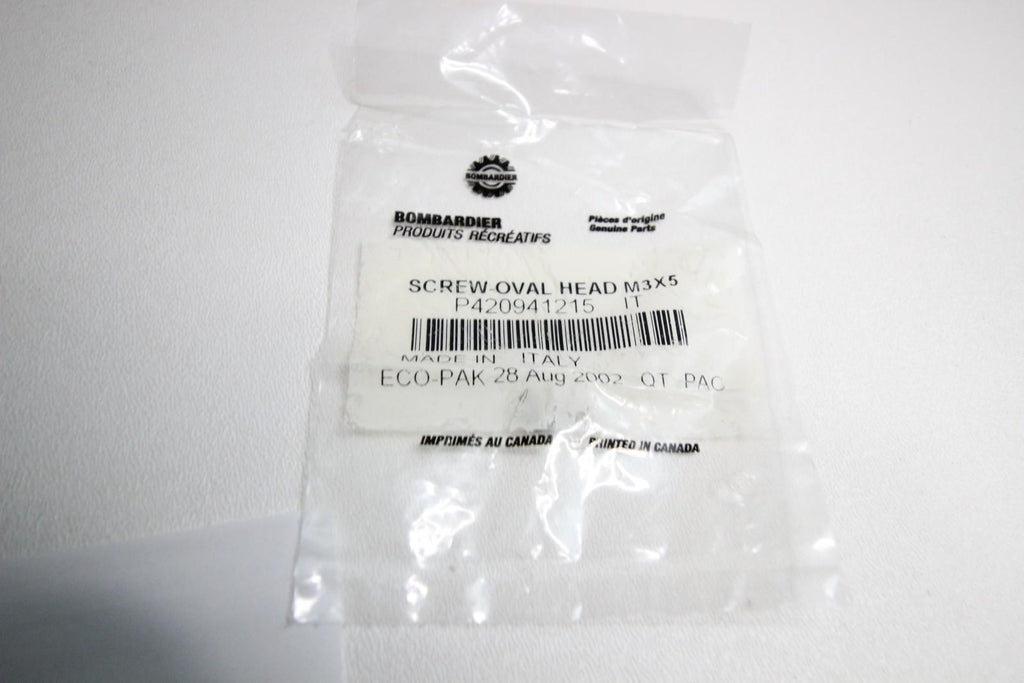 BOMBARDIER
BOMBARDIER
PRODUITS RÉCRÉATIFS
Pièces d'origine
Genuine Parts
SCREW-OVAL HEAD M3X5
P420941215 IT
MADE IN ITALY
ECO-PAK 28 Aug 2002 QT PAC
IMPRIMÉS AU CANADA PRINTED IN CANADA